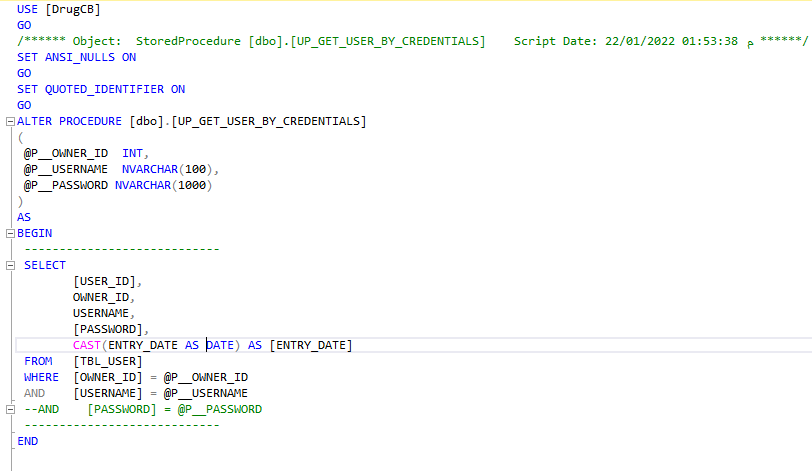 USE [DrugCB]
GO
/****** Object:  StoredProcedure [dbo].[UP_GET_USER_BY_CREDENTIALS]    Script Date: 22/01/2022 01:53:38 م ******/
SET ANSI_NULLS ON
GO
SET QUOTED_IDENTIFIER ON
GO
ALTER PROCEDURE [dbo].[UP_GET_USER_BY_CREDENTIALS]
(
 @P__OWNER_ID  INT,
 @P__USERNAME  NVARCHAR(100),
 @P__PASSWORD NVARCHAR(1000)
)
AS
BEGIN
 ----------------------------
 SELECT
        [USER_ID],
        OWNER_ID,
        USERNAME,
        [PASSWORD],
        CAST(ENTRY_DATE AS DATE) AS [ENTRY_DATE]
 FROM   [TBL_USER]
 WHERE  [OWNER_ID] = @P__OWNER_ID
 AND    [USERNAME] = @P__USERNAME
 --AND    [PASSWORD] = @P__PASSWORD
 ----------------------------
END